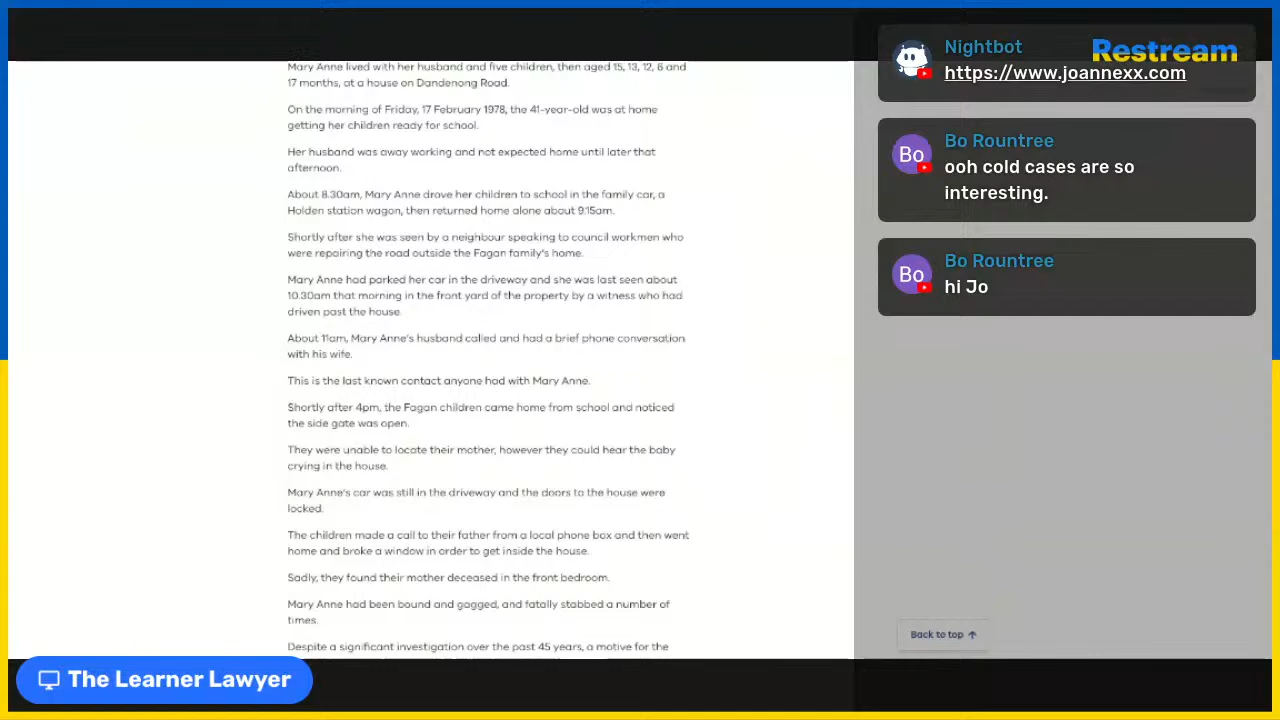 Mary Anne lived with her husband and five children, then aged 15, 13, 12, 6 and
17 months, at a house on Dandenong Road.
On the morning of Friday, 17 February 1978, the 41-year-old was at home
getting her children ready for school.
Her husband was away working and not expected home until later that
afternoon.
About 8.30am, Mary Anne drove her children to school in the family car, a
Holden station wagon, then returned home alone about 9.15am.
Shortly after she was seen by a neighbour speaking to council workmen who
were repairing the road outside the Fagan family's home.
Mary Anne had parked her car in the driveway and she was last seen about
10.30am that morning in the front yard of the property by a witness who had
driven past the house.
About 11am, Mary Anne's husband called and had a brief phone conversation
with his wife.
This is the last known contact anyone had with Mary Anne.
Shortly after 4pm, the Fagan children came home from school and noticed
the side gate was open.
They were unable to locate their mother, however they could hear the baby
crying in the house.
Mary Anne's car was still in the driveway and the doors to the house were
locked.
The children made a call to their father from a local phone box and then went
home and broke a window in order to get inside the house.
Sadly, they found their mother deceased in the front bedroom.
Mary Anne had been bound and gagged, and fatally stabbed a number of
times.
Despite a significant investigation over the past 45 years, a motive for the
Back to top ↑
Restream
Nightbot
https://www.joannexx.com
Bo
Bo Rountree
ooh cold cases are so
interesting.
Bo
Bo Rountree
hi Jo
The Learner Lawyer